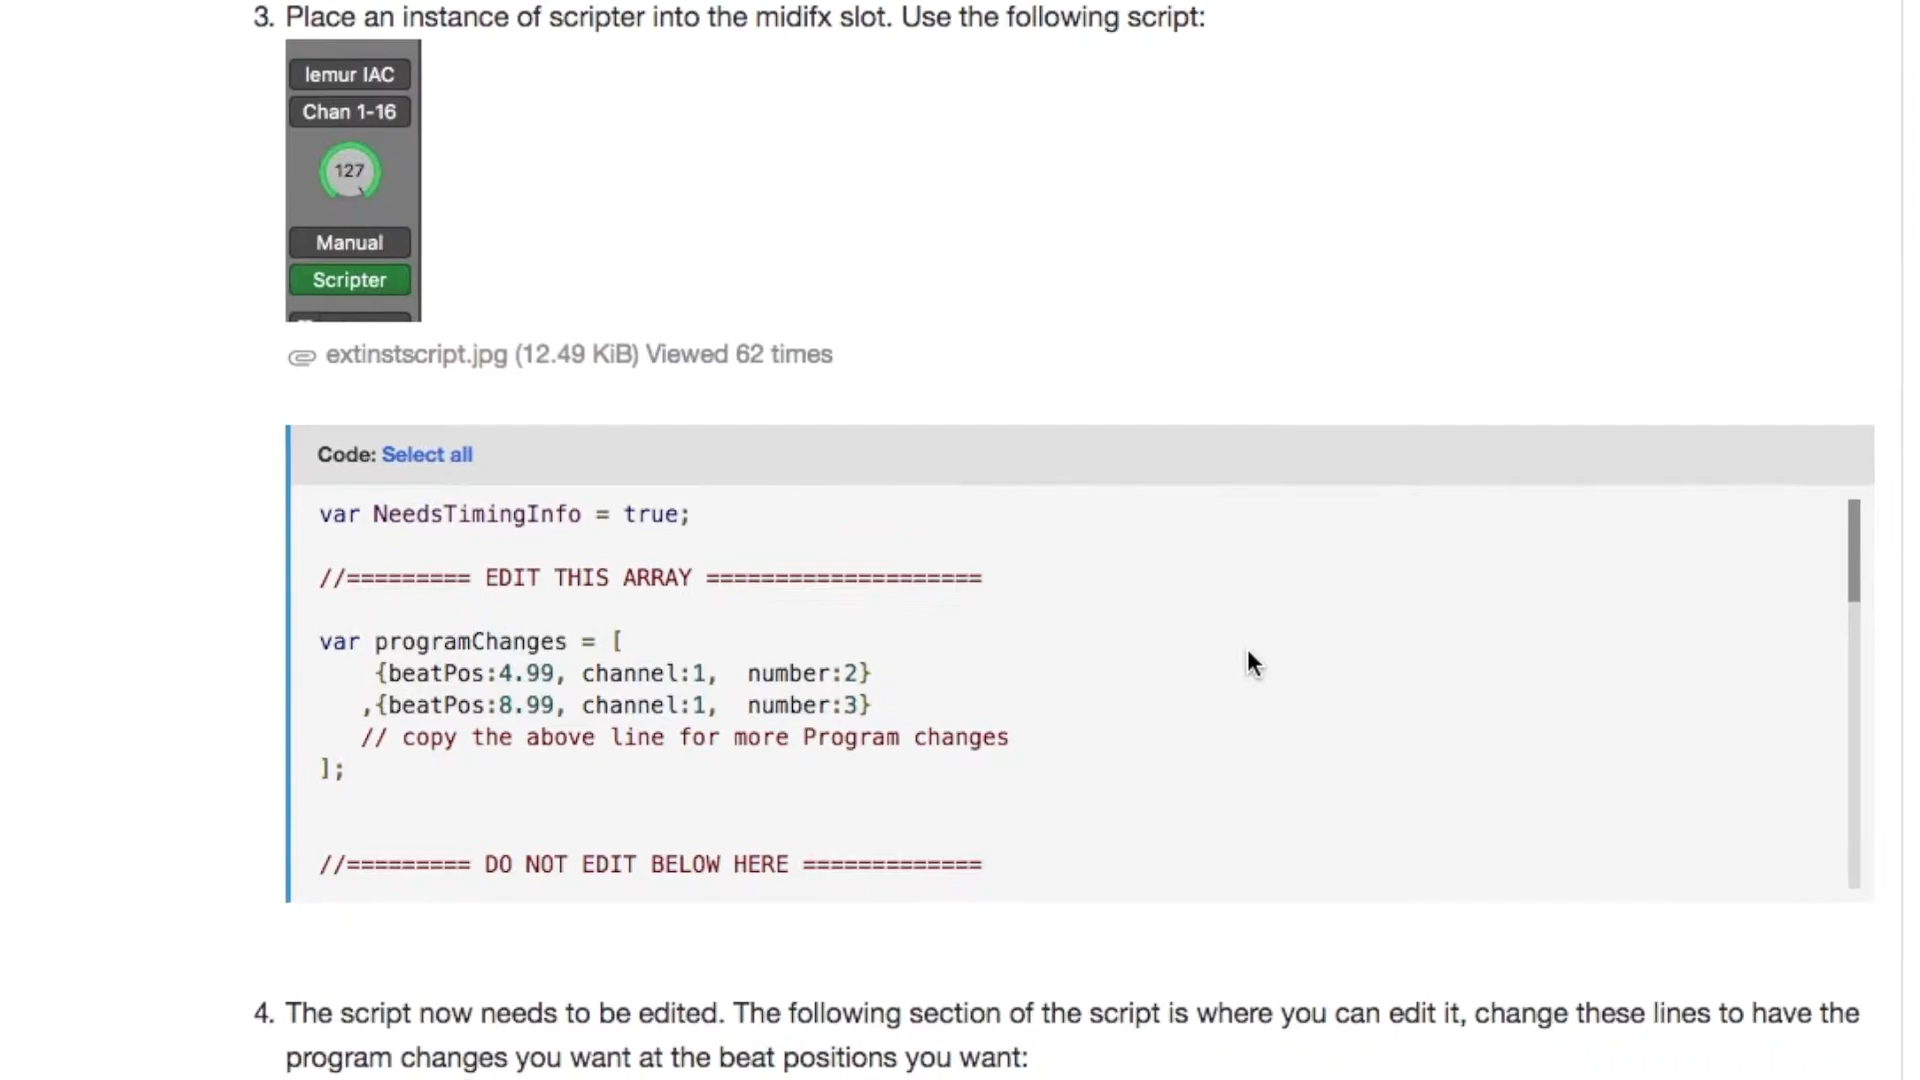 3. Place an instance of scripter into the midifx slot. Use the following script:
lemur IAC
Chan 1-16
127
Manual
Scripter
extinstscript.jpg (12.49 KiB) Viewed 62 times
Code: Select all
var NeedsTimingInfo = true;
//========= EDIT THIS ARRAY ====================
var programChanges = [
    {beatPos:4.99, channel:1,  number:2}
   ,{beatPos:8.99, channel:1,  number:3}
   // copy the above line for more Program changes
];
//========= DO NOT EDIT BELOW HERE =============
4. The script now needs to be edited. The following section of the script is where you can edit it, change these lines to have the
program changes you want at the beat positions you want: